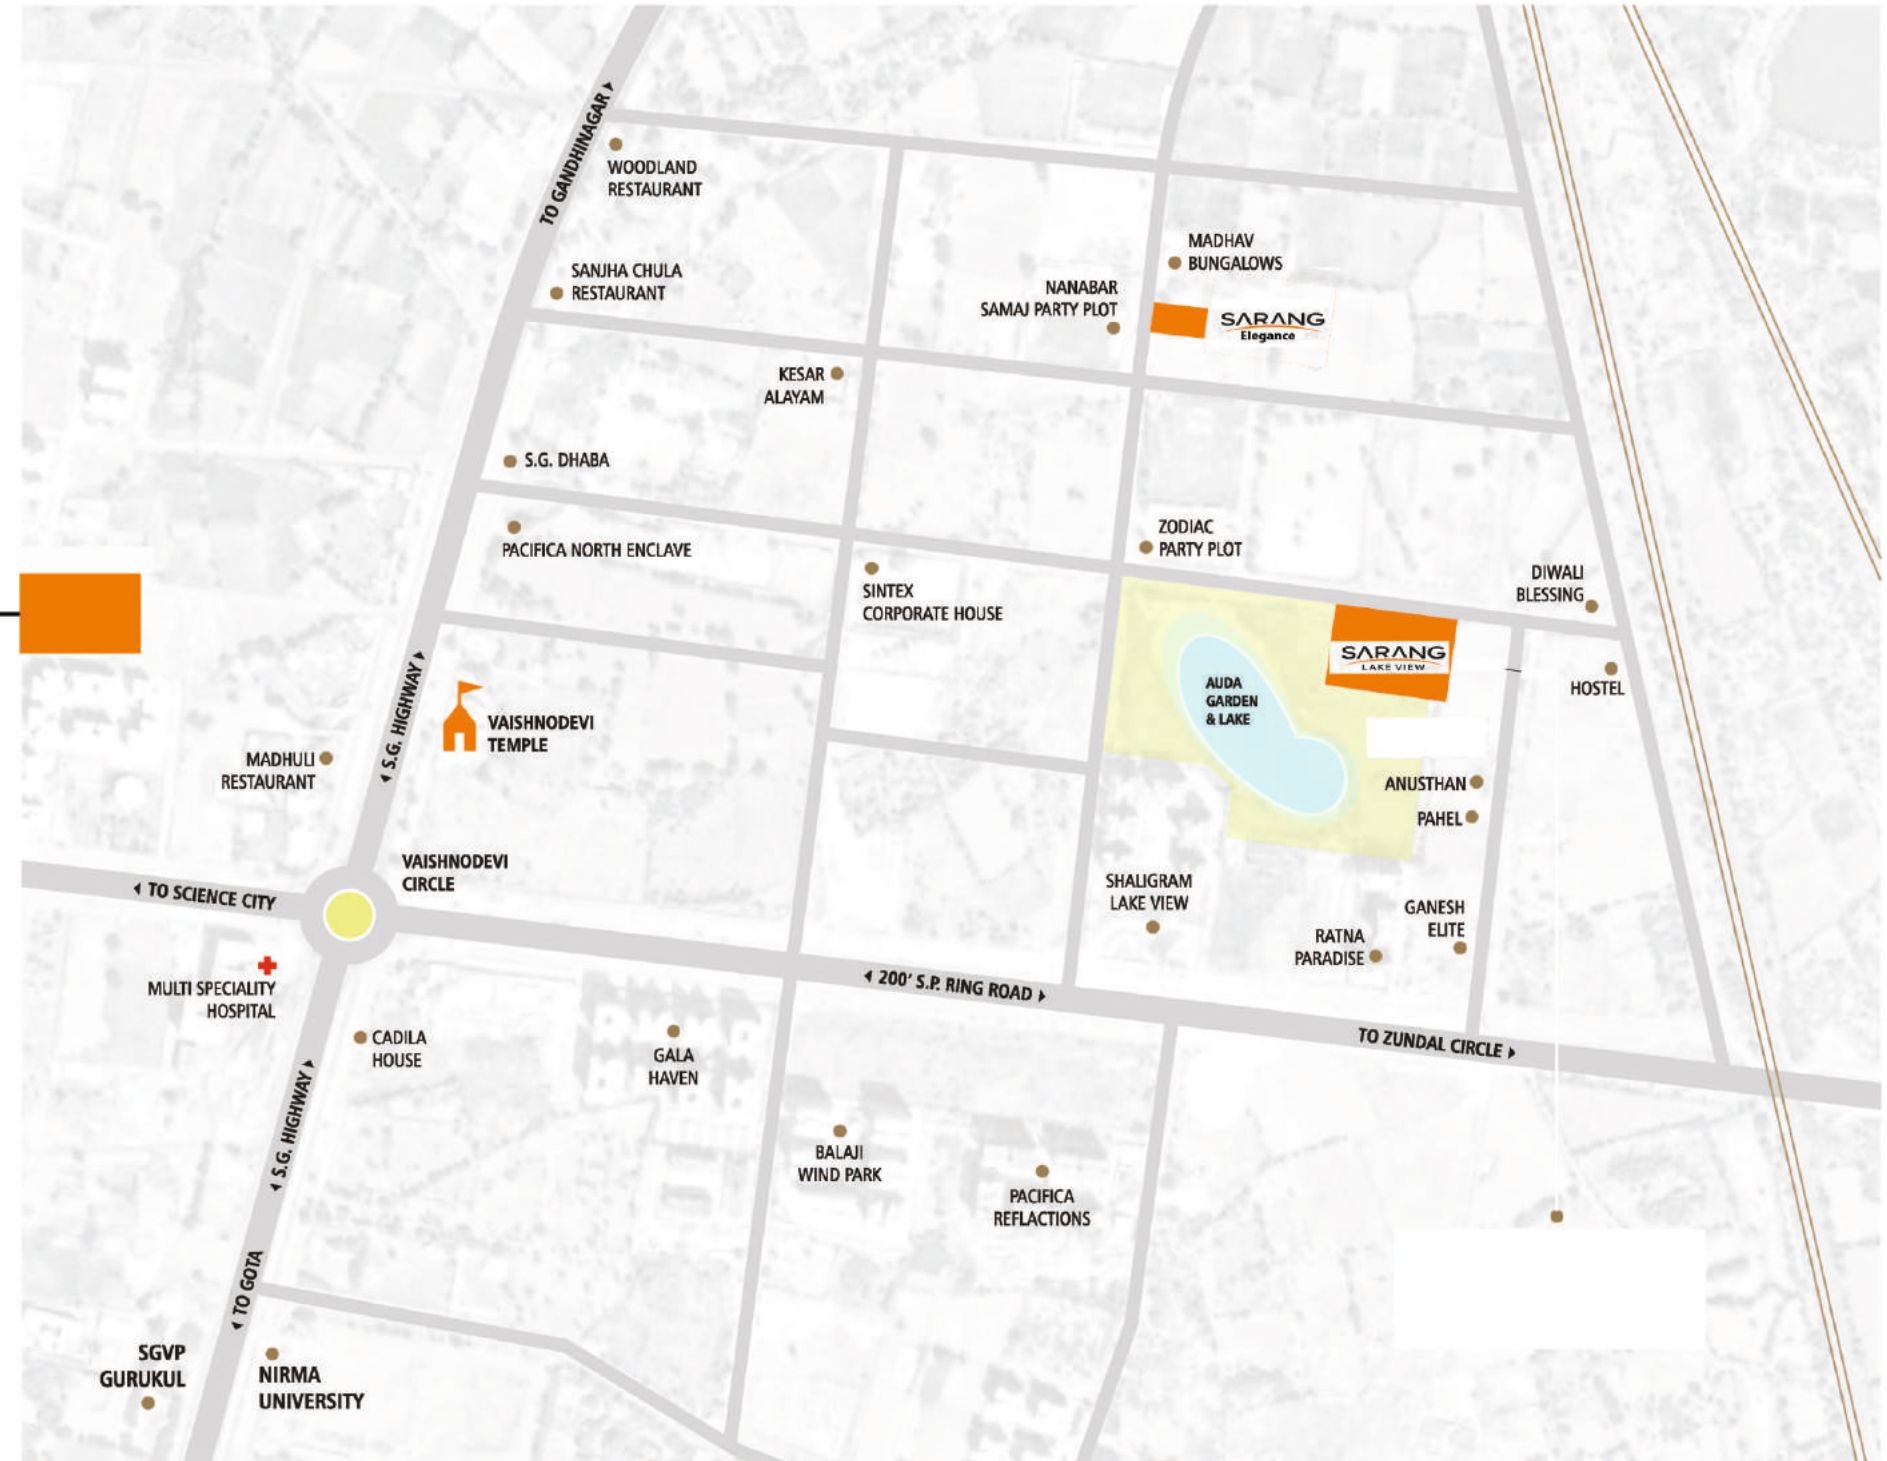 TO GANDHINAGAR
WOODLAND
RESTAURANT
SANJHA CHULA
RESTAURANT
MADHAV
BUNGALOWS
NANABAR
SAMAJ PARTY PLOT
SARANG
Elegance
KESAR
ALAYAM
S.G. DHABA
PACIFICA NORTH ENCLAVE
ZODIAC
PARTY PLOT
SINTEX
CORPORATE HOUSE
DIWALI
BLESSING
SARANG
LAKE VIEW
HOSTEL
AUDA
GARDEN
& LAKE
S.G. HIGHWAY
VAISHNODEVI
TEMPLE
MADHULI
RESTAURANT
ANUSTHAN
PAHEL
VAISHNODEVI
CIRCLE
TO SCIENCE CITY
SHALIGRAM
LAKE VIEW
GANESH
ELITE
RATNA
PARADISE
MULTI SPECIALITY
HOSPITAL
200' S.P. RING ROAD
TO ZUNDAL CIRCLE
CADILA
HOUSE
GALA
HAVEN
S.G. HIGHWAY
BALAJI
WIND PARK
PACIFICA
REFLACTIONS
TO GOTA
SGVP
GURUKUL
NIRMA
UNIVERSITY